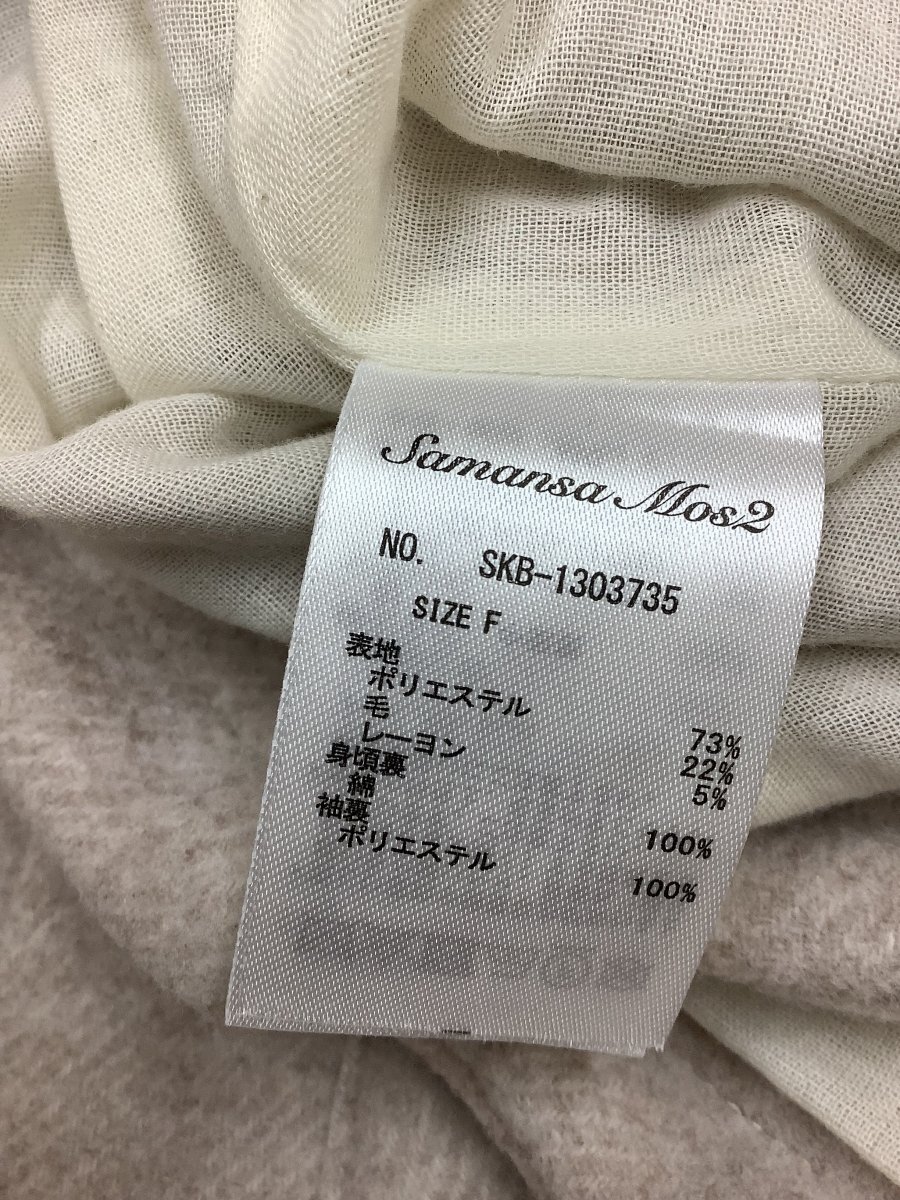 Samansa Mos2
NO. SKB-1303735
SIZE F
表地
ポリエステル 73%
毛 22%
レーヨン 5%
身頃裏
綿 100%
袖裏
ポリエステル 100%